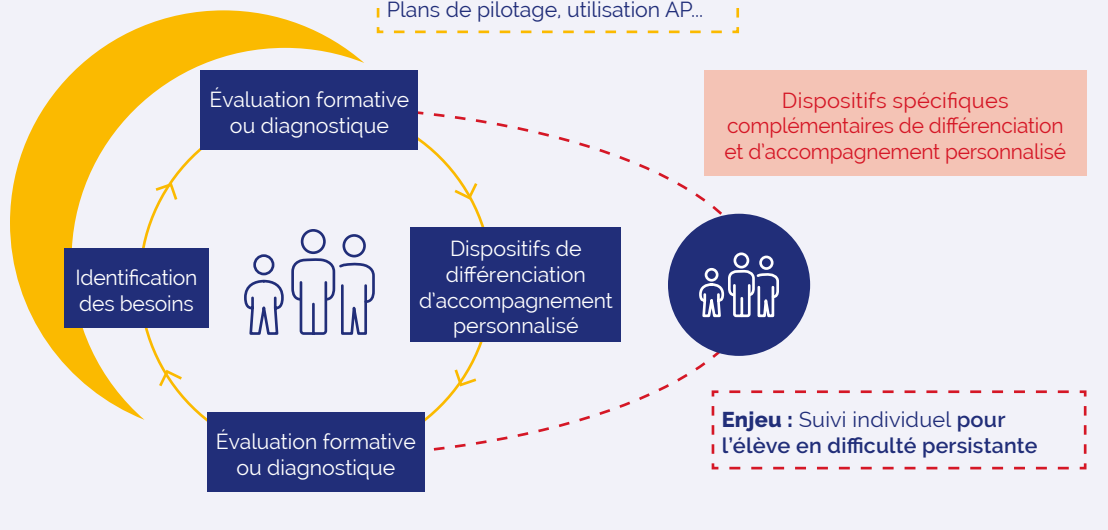 Plans de pilotage, utilisation AP...
Évaluation formative
ou diagnostique
Dispositifs spécifiques
complémentaires de différenciation
et d'accompagnement personnalisé
Identification
des besoins
Dispositifs de
différenciation
d'accompagnement
personnalisé
Enjeu : Suivi individuel pour
l'élève en difficulté persistante
Évaluation formative
ou diagnostique